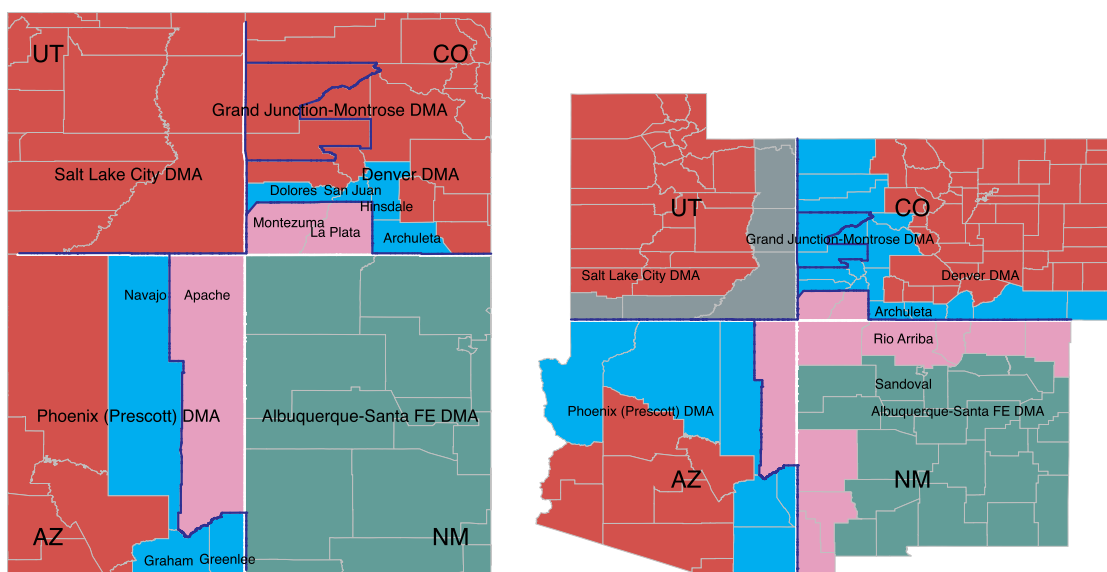 UT
CO
Grand Junction-Montrose DMA
Salt Lake City DMA
Denver DMA
Dolores
San Juan
Hinsdale
Montezuma
La Plata
Archuleta
Navajo
Apache
Phoenix (Prescott) DMA
Albuquerque-Santa FE DMA
AZ
NM
Graham
Greenlee
UT
CO
Grand Junction-Montrose DMA
Salt Lake City DMA
Denver DMA
Archuleta
Rio Arriba
Sandoval
Phoenix (Prescott) DMA
Albuquerque-Santa FE DMA
AZ
NM